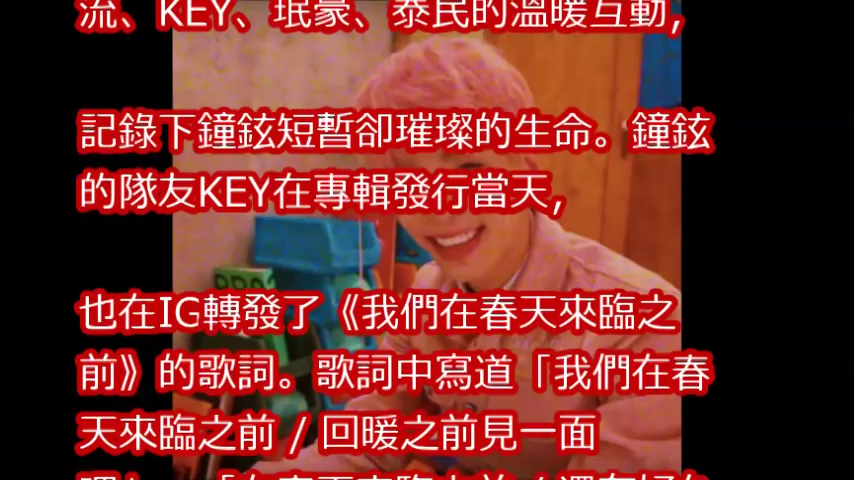 流、KEY、珉豪、泰民的溫暖互動，
記錄下鐘鉉短暫卻璀璨的生命。鐘鉉
的隊友KEY在專輯發行當天，
也在IG轉發了《我們在春天來臨之
前》的歌詞。歌詞中寫道「我們在春
天來臨之前 / 回暖之前見一面